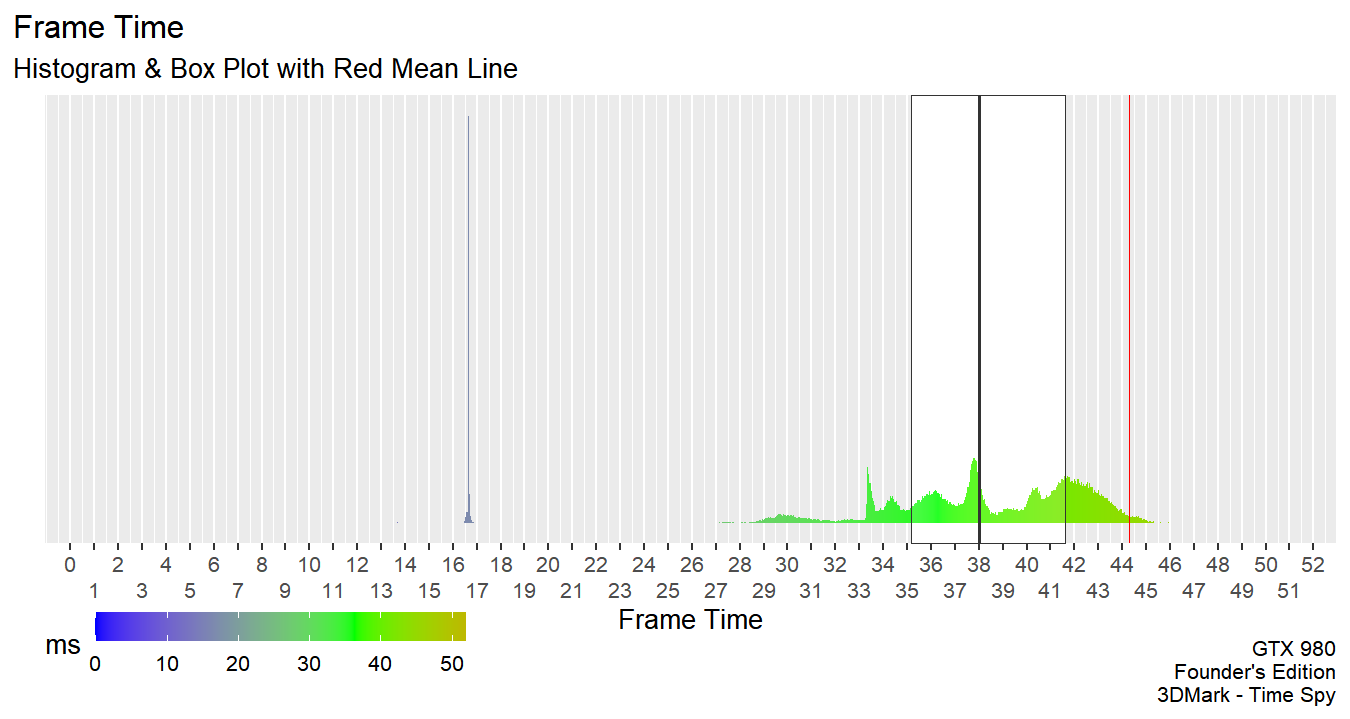 Frame Time
Histogram & Box Plot with Red Mean Line
0 2 4 6 8 10 12 14 16 18 20 22 24 26 28 30 32 34 36 38 40 42 44 46 48 50 52
1 3 5 7 9 11 13 15 17 19 21 23 25 27 29 31 33 35 37 39 41 43 45 47 49 51
Frame Time
ms
0 10 20 30 40 50
GTX 980
Founder's Edition
3DMark - Time Spy